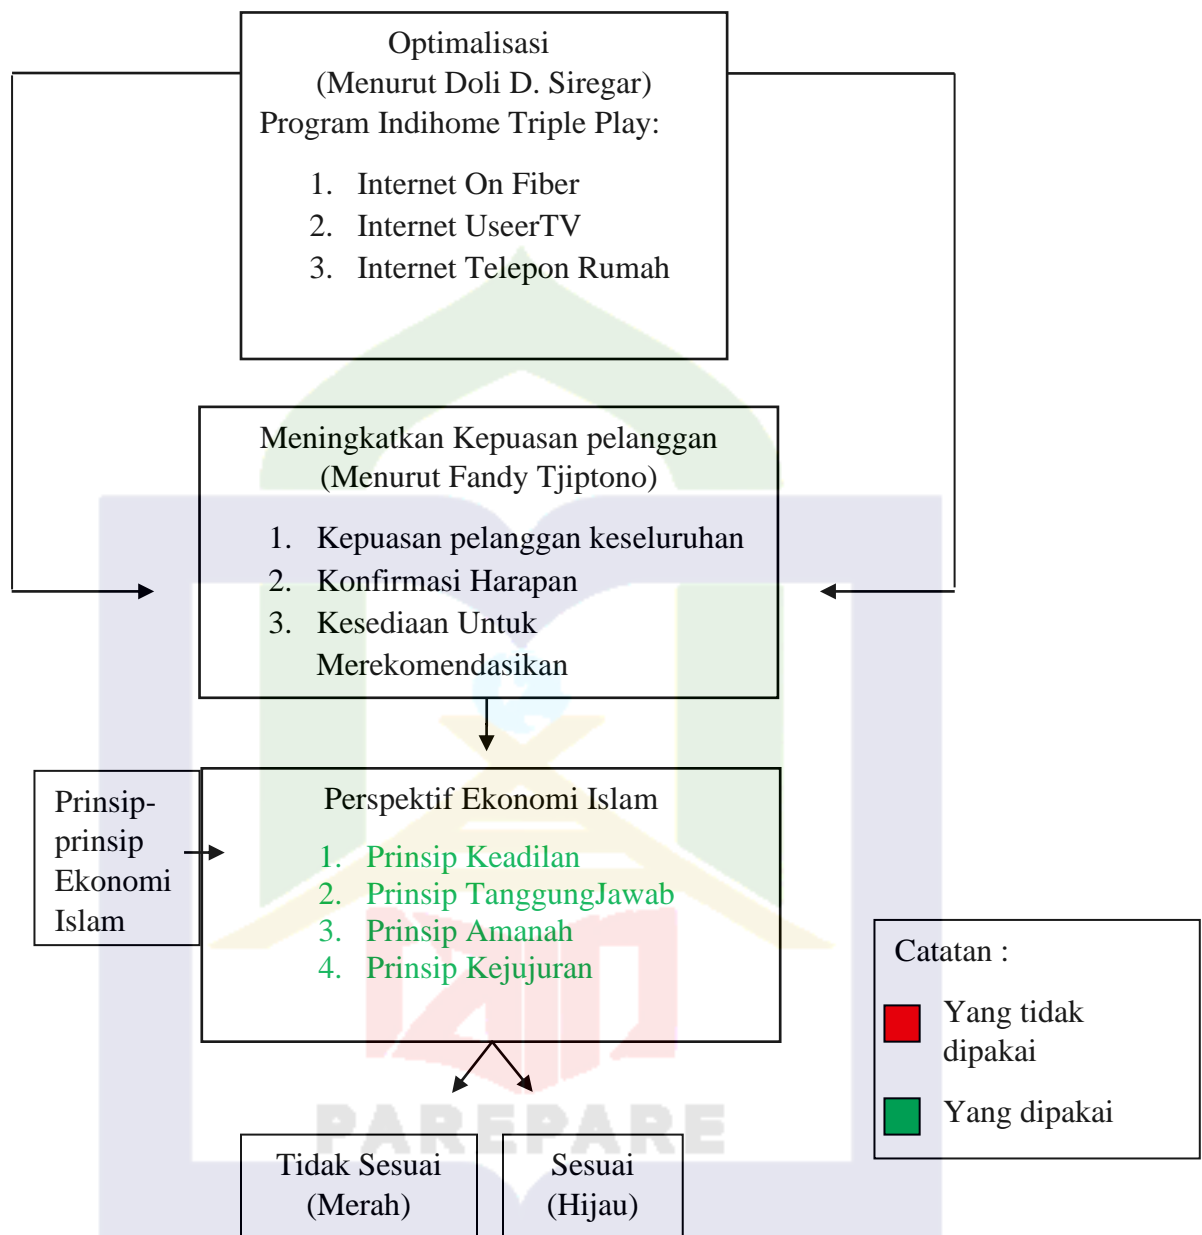 Optimalisasi
(Menurut Doli D. Siregar)
Program Indihome Triple Play:
1. Internet On Fiber
2. Internet UseerTV
3. Internet Telepon Rumah
Meningkatkan Kepuasan pelanggan
(Menurut Fandy Tjiptono)
1. Kepuasan pelanggan keseluruhan
2. Konfirmasi Harapan
3. Kesediaan Untuk
Merekomendasikan
Prinsip-
prinsip
Ekonomi
Islam
Perspektif Ekonomi Islam
1. Prinsip Keadilan
2. Prinsip TanggungJawab
3. Prinsip Amanah
4. Prinsip Kejujuran
Catatan :
Yang tidak
dipakai
Yang dipakai
PAREPARE
Tidak Sesuai
(Merah)
Sesuai
(Hijau)